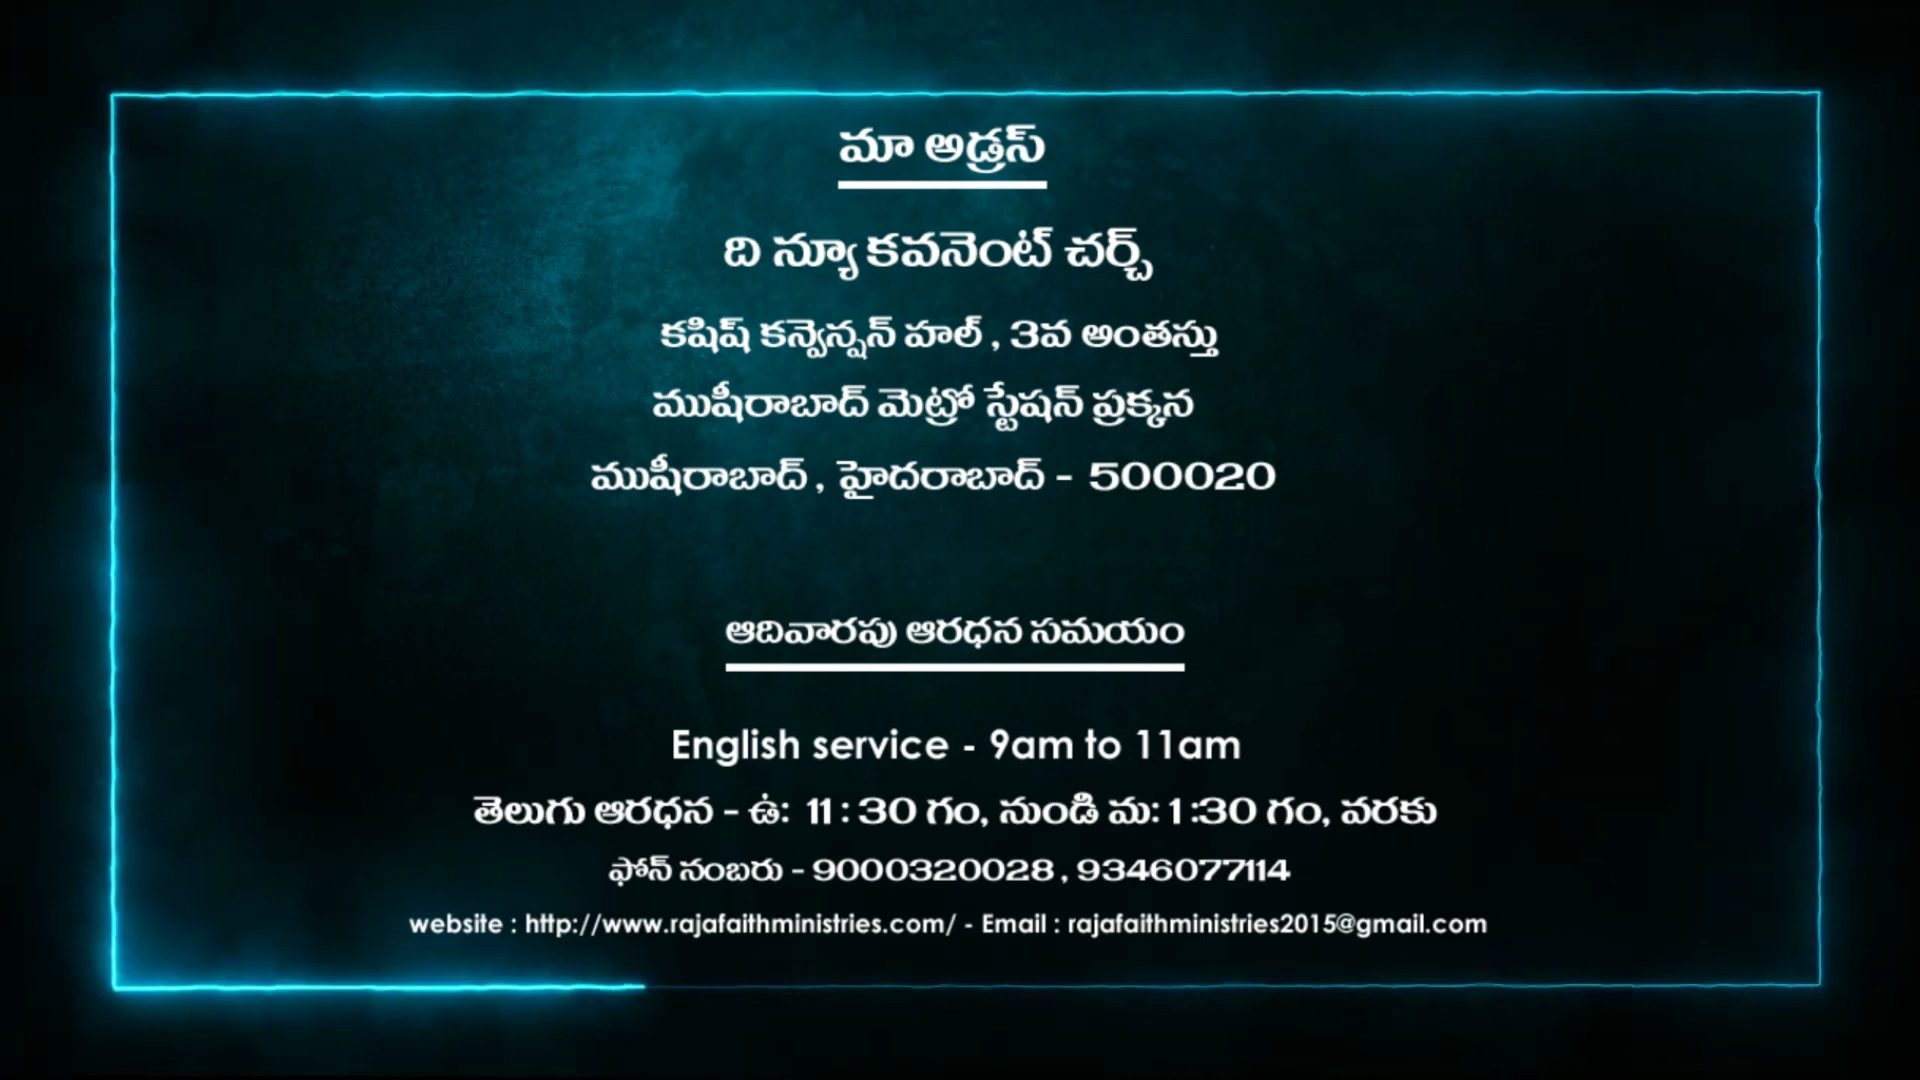 మా అడ్రస్
ది న్యూ కవనెంట్ చర్చ్
కషిష్ కన్వెన్షన్ హల్ , 3వ అంతస్తు
ముషీరాబాద్ మెట్రో స్టేషన్ ప్రక్కన
ముషీరాబాద్ , హైదరాబాద్ - 500020
ఆదివారపు ఆరధన సమయం
English service - 9am to 11am
తెలుగు ఆరధన - ఉ: 11 : 30 గం, నుండి మ: 1 :30 గం, వరకు
ఫోన్ నంబరు - 9000320028 , 9346077114
website : http://www.rajafaithministries.com/ - Email : rajafaithministries2015@gmail.com